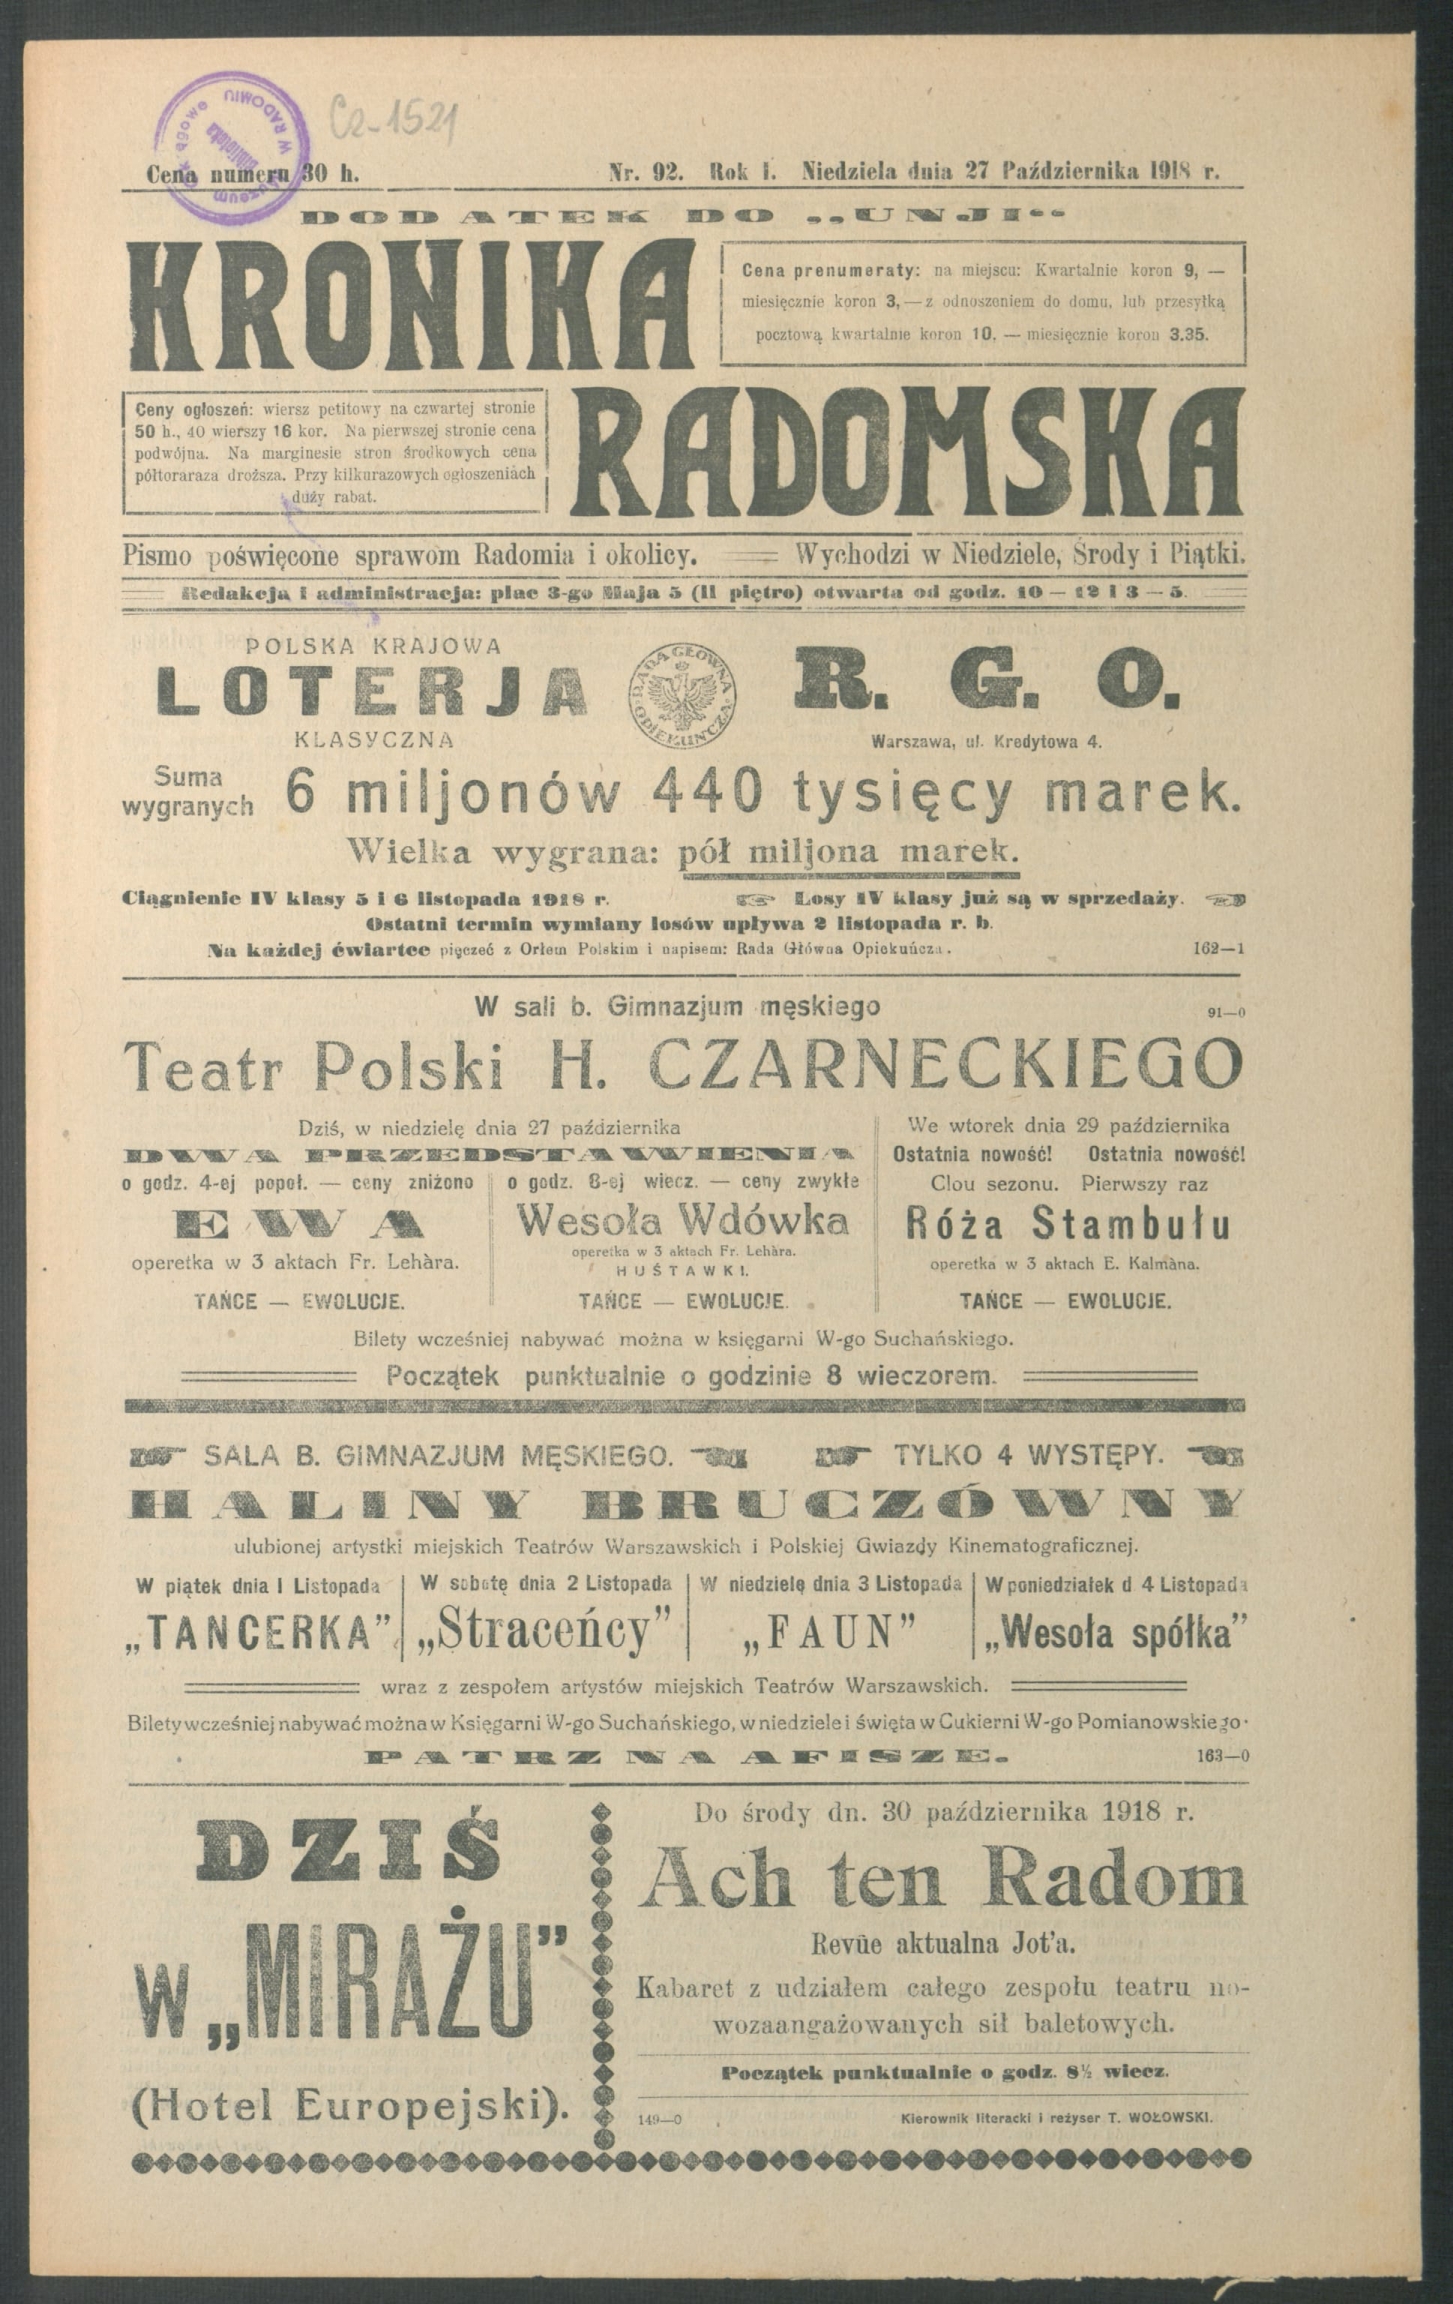 Cz-1521
Cena numeru 30 h.
Nr. 92. Rok I. Niedziela dnia 27 Października 1918 r.
DODATEK DO „UNJI"
KRONIKA
Cena prenumeraty: na miejscu: Kwartalnie koron 9, —
miesięcznie koron 3, — z odnoszeniem do domu, lub przesyłką
pocztową kwartalnie koron 10, — miesięcznie koron 3.35.
Ceny ogłoszeń: wiersz petitowy na czwartej stronie
50 h., 40 wierszy 16 kor. Na pierwszej stronie cena
podwójna. Na marginesie stron środkowych cena
półtoraraza droższa. Przy kilkurazowych ogłoszeniach
duży rabat.
RADOMSKA
Pismo poświęcone sprawom Radomia i okolicy. Wychodzi w Niedziele, Środy i Piątki.
Redakcja i administracja: plac 3-go Maja 5 (II piętro) otwarta od godz. 10 — 12 i 3 — 5.
POLSKA KRAJOWA
LOTERJA
KLASYCZNA
RADA GŁÓWNA OPIEKUŃCZA
R. G. O.
Warszawa, ul. Kredytowa 4.
Suma
wygranych
6 miljonów 440 tysięcy marek.
Wielka wygrana: pół miljona marek.
Ciągnienie IV klasy 5 i 6 listopada 1918 r. Losy IV klasy już są w sprzedaży.
Ostatni termin wymiany losów upływa 2 listopada r. b.
Na każdej ćwiartce pięczeć z Orłem Polskim i napisem: Rada Główna Opiekuńcza. 162—1
W sali b. Gimnazjum męskiego 91—0
Teatr Polski H. CZARNECKIEGO
Dziś, w niedzielę dnia 27 października
DWA PRZEDSTAWIENIA
o godz. 4-ej popoł. — ceny zniżono
EWA
operetka w 3 aktach Fr. Lehàra.
TAŃCE — EWOLUCJE.
o godz. 8-ej wiecz. — ceny zwykłe
Wesoła Wdówka
operetka w 3 aktach Fr. Lehàra.
HUŚTAWKI.
TAŃCE — EWOLUCJE.
We wtorek dnia 29 października
Ostatnia nowość! Ostatnia nowość!
Clou sezonu. Pierwszy raz
Róża Stambułu
operetka w 3 aktach E. Kalmàna.
TAŃCE — EWOLUCJE.
Bilety wcześniej nabywać można w księgarni W-go Suchańskiego.
Początek punktualnie o godzinie 8 wieczorem.
SALA B. GIMNAZJUM MĘSKIEGO. TYLKO 4 WYSTĘPY.
HALINY BRUCZÓWNY
ulubionej artystki miejskich Teatrów Warszawskich i Polskiej Gwiazdy Kinematograficznej.
W piątek dnia I Listopada
„TANCERKA”
W sobotę dnia 2 Listopada
„Straceńcy”
W niedzielę dnia 3 Listopada
„FAUN”
W poniedziałek d 4 Listopada
„Wesoła spółka”
wraz z zespołem artystów miejskich Teatrów Warszawskich.
Bilety wcześniej nabywać można w Księgarni W-go Suchańskiego, w niedziele i święta w Cukierni W-go Pomianowskiego.
PATRZ NA AFISZE. 163—0
DZIŚ
w „MIRAŻU”
(Hotel Europejski).
Do środy dn. 30 października 1918 r.
Ach ten Radom
Revüe aktualna Jot'a.
Kabaret z udziałem całego zespołu teatru no-
wozaangażowanych sił baletowych.
Początek punktualnie o godz. 8½ wiecz.
149—0 Kierownik literacki i reżyser T. WOŁOWSKI.